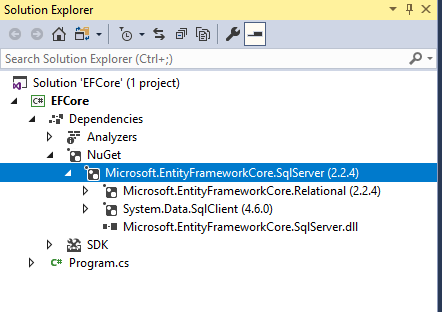 Solution Explorer
Search Solution Explorer (Ctrl+;)
Solution 'EFCore' (1 project)
C# EFCore
Dependencies
Analyzers
NuGet
Microsoft.EntityFrameworkCore.SqlServer (2.2.4)
Microsoft.EntityFrameworkCore.Relational (2.2.4)
System.Data.SqlClient (4.6.0)
Microsoft.EntityFrameworkCore.SqlServer.dll
SDK
C# Program.cs